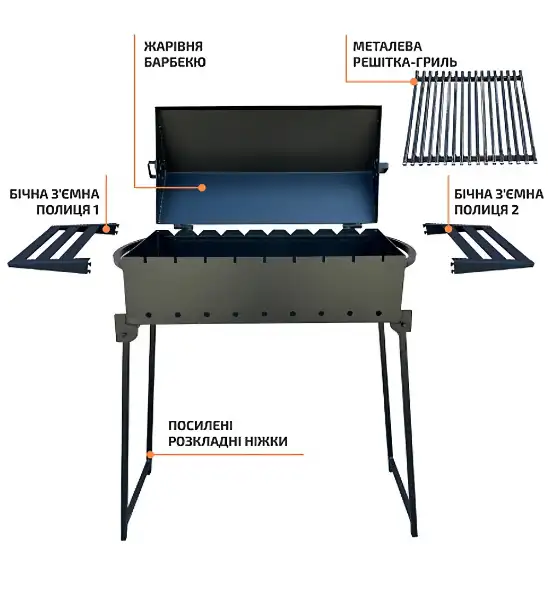 ЖАРІВНЯ
БАРБЕКЮ
МЕТАЛЕВА
РЕШІТКА-ГРИЛЬ
БІЧНА З'ЄМНА
ПОЛИЦЯ 1
БІЧНА З'ЄМНА
ПОЛИЦЯ 2
ПОСИЛЕНІ
РОЗКЛАДНІ НІЖКИ